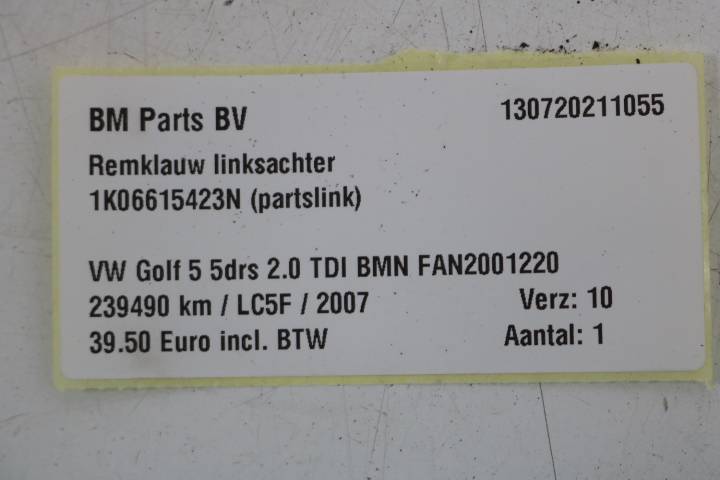 BM Parts BV 130720211055
Remklauw linksachter
1K06615423N (partslink)
VW Golf 5 5drs 2.0 TDI BMN FAN2001220
239490 km / LC5F / 2007 Verz: 10
39.50 Euro incl. BTW Aantal: 1